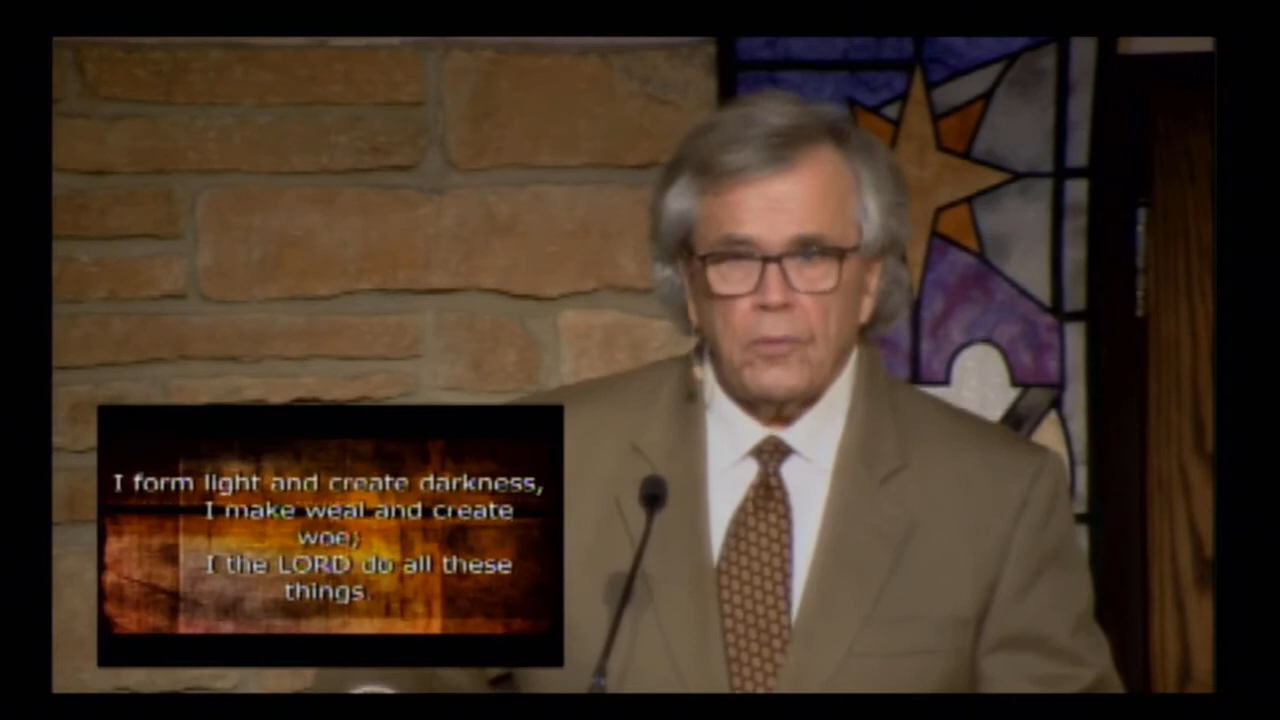 I form light and create darkness,
I make weal and create
woe;
I the LORD do all these
things.